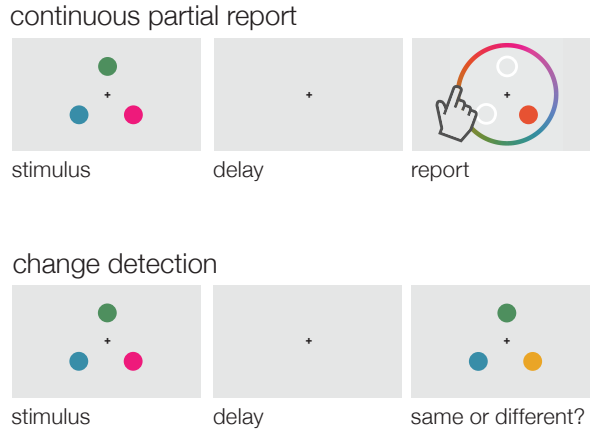 continuous partial report
stimulus delay report
change detection
stimulus delay same or different?